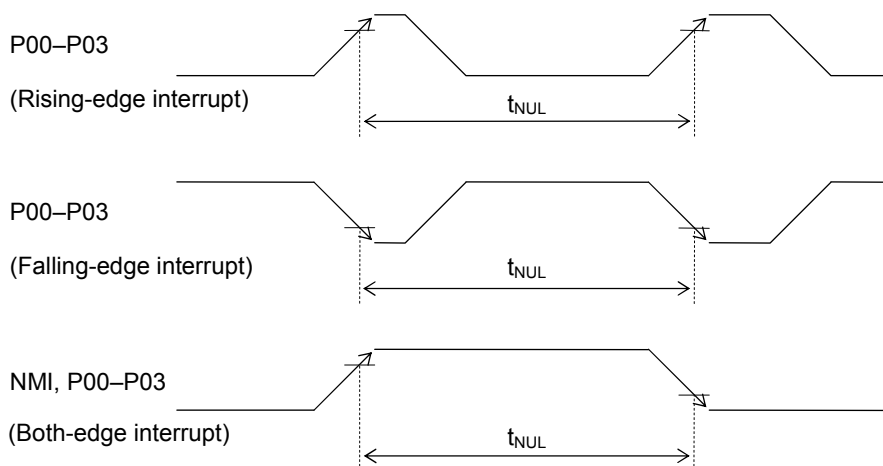 P00–P03
(Rising-edge interrupt)
tNUL
P00–P03
(Falling-edge interrupt)
tNUL
NMI, P00–P03
(Both-edge interrupt)
tNUL